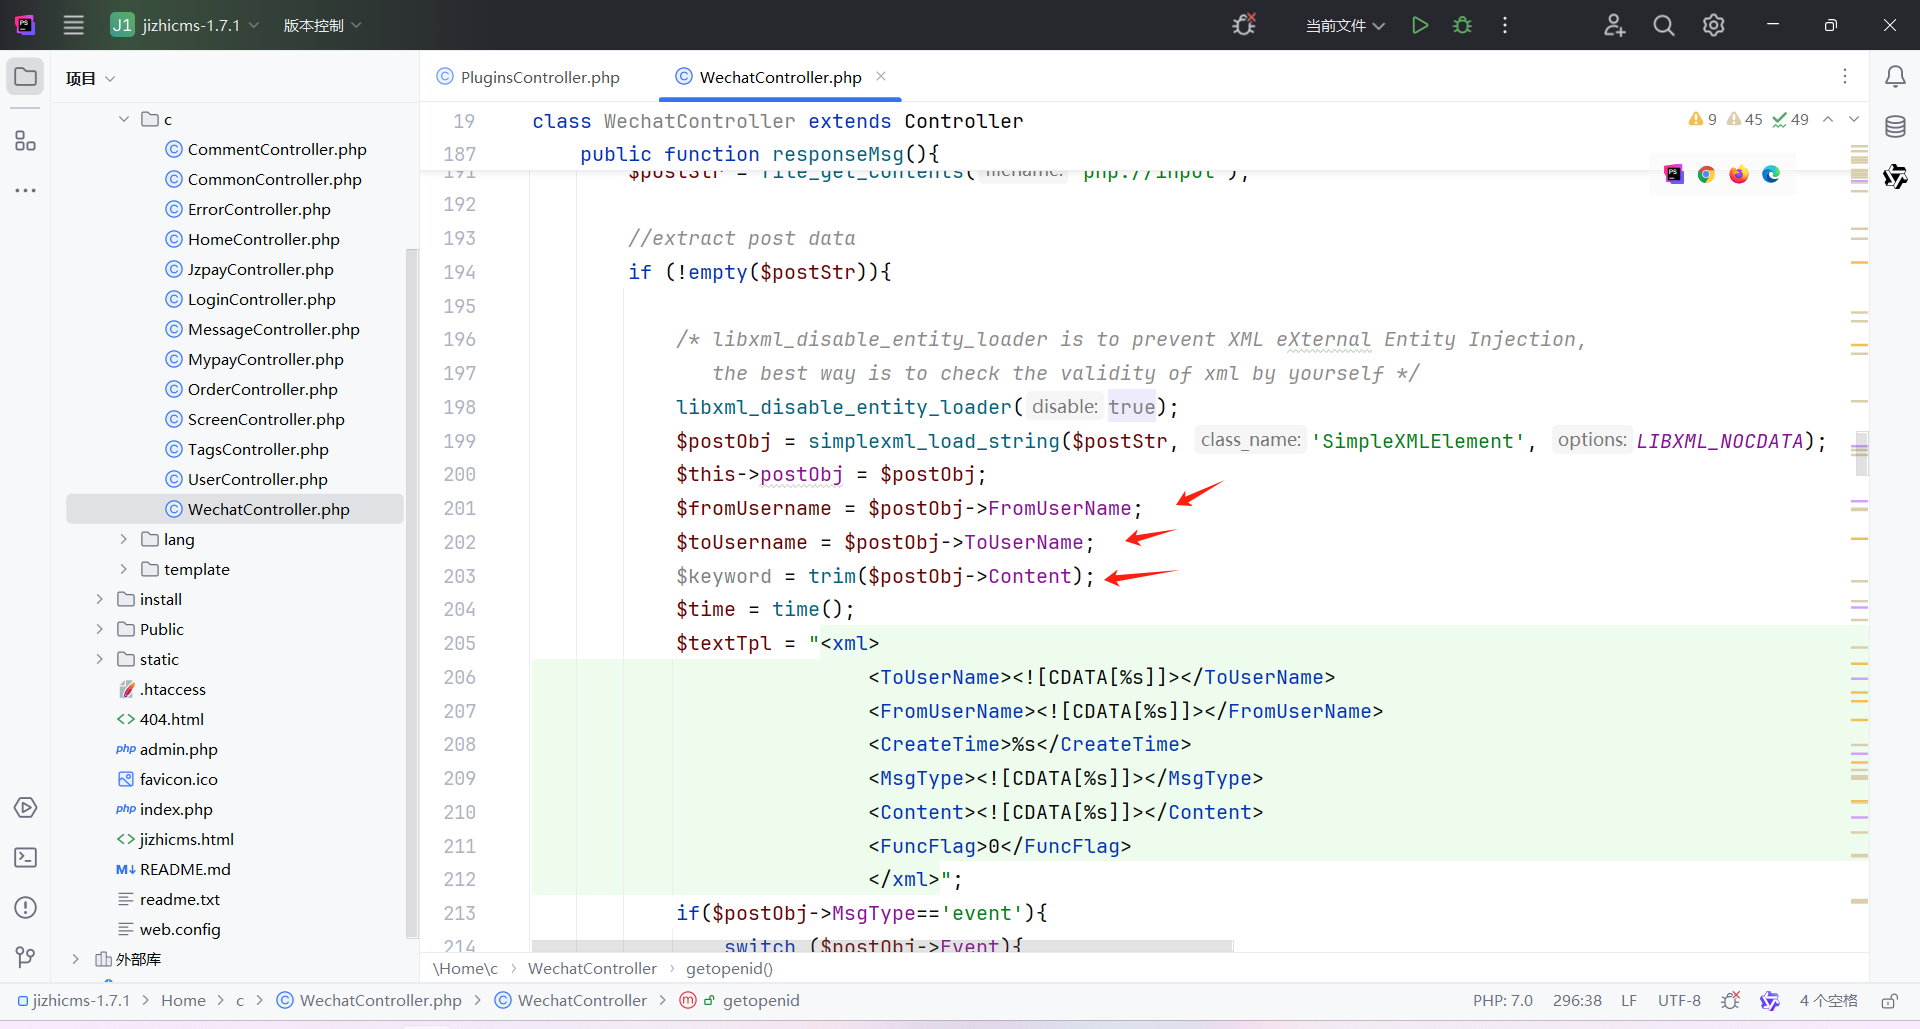 J1 jizhicms-1.7.1 版本控制 当前文件
项目
PluginsController.php WechatController.php
c
CommentController.php
CommonController.php
ErrorController.php
HomeController.php
JzpayController.php
LoginController.php
MessageController.php
MypayController.php
OrderController.php
ScreenController.php
TagsController.php
UserController.php
WechatController.php
lang
template
install
Public
static
.htaccess
<> 404.html
php admin.php
favicon.ico
php index.php
<> jizhicms.html
M↓ README.md
readme.txt
web.config
外部库
19 class WechatController extends Controller
9 45 49
187 public function responseMsg(){
191 $postStr = file_get_contents( filename: 'php://input');
192
193 //extract post data
194 if (!empty($postStr)){
195
196 /* libxml_disable_entity_loader is to prevent XML eXternal Entity Injection,
197 the best way is to check the validity of xml by yourself */
198 libxml_disable_entity_loader( disable: true);
199 $postObj = simplexml_load_string($postStr, class_name: 'SimpleXMLElement', options: LIBXML_NOCDATA);
200 $this->postObj = $postObj;
201 $fromUsername = $postObj->FromUserName;
202 $toUsername = $postObj->ToUserName;
203 $keyword = trim($postObj->Content);
204 $time = time();
205 $textTpl = "<xml>
206 <ToUserName><![CDATA[%s]]></ToUserName>
207 <FromUserName><![CDATA[%s]]></FromUserName>
208 <CreateTime>%s</CreateTime>
209 <MsgType><![CDATA[%s]]></MsgType>
210 <Content><![CDATA[%s]]></Content>
211 <FuncFlag>0</FuncFlag>
212 </xml>";
213 if($postObj->MsgType=='event'){
214 switch ($postObj->Event){
\Home\c › WechatController › getopenid()
jizhicms-1.7.1 > Home > c > WechatController.php > WechatController > getopenid
PHP: 7.0 296:38 LF UTF-8 4 个空格